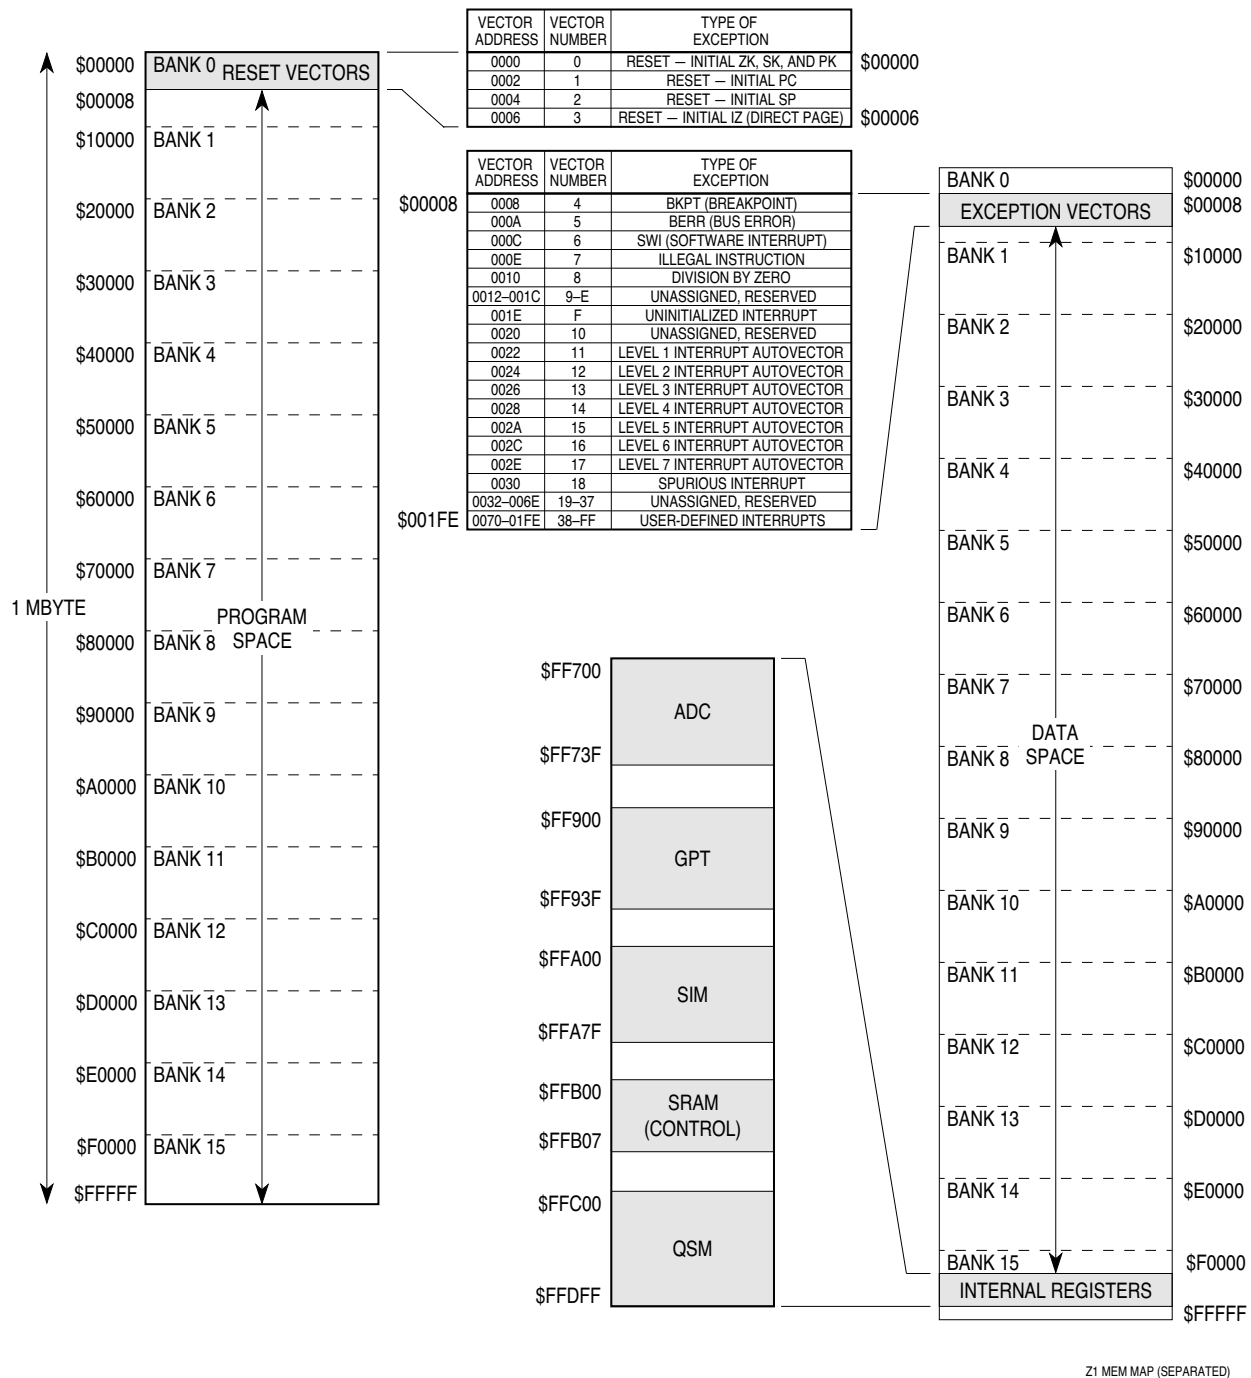 1 MBYTE
$00000
$00008
$10000
$20000
$30000
$40000
$50000
$60000
$70000
$80000
$90000
$A0000
$B0000
$C0000
$D0000
$E0000
$F0000
$FFFFF
BANK 0 RESET VECTORS
BANK 1
BANK 2
BANK 3
BANK 4
BANK 5
BANK 6
BANK 7
PROGRAM
SPACE
BANK 8
BANK 9
BANK 10
BANK 11
BANK 12
BANK 13
BANK 14
BANK 15
VECTOR ADDRESS VECTOR NUMBER TYPE OF EXCEPTION
0000 0 RESET — INITIAL ZK, SK, AND PK $00000
0002 1 RESET — INITIAL PC
0004 2 RESET — INITIAL SP
0006 3 RESET — INITIAL IZ (DIRECT PAGE) $00006
VECTOR ADDRESS VECTOR NUMBER TYPE OF EXCEPTION
$00008 0008 4 BKPT (BREAKPOINT)
000A 5 BERR (BUS ERROR)
000C 6 SWI (SOFTWARE INTERRUPT)
000E 7 ILLEGAL INSTRUCTION
0010 8 DIVISION BY ZERO
0012–001C 9–E UNASSIGNED, RESERVED
001E F UNINITIALIZED INTERRUPT
0020 10 UNASSIGNED, RESERVED
0022 11 LEVEL 1 INTERRUPT AUTOVECTOR
0024 12 LEVEL 2 INTERRUPT AUTOVECTOR
0026 13 LEVEL 3 INTERRUPT AUTOVECTOR
0028 14 LEVEL 4 INTERRUPT AUTOVECTOR
002A 15 LEVEL 5 INTERRUPT AUTOVECTOR
002C 16 LEVEL 6 INTERRUPT AUTOVECTOR
002E 17 LEVEL 7 INTERRUPT AUTOVECTOR
0030 18 SPURIOUS INTERRUPT
0032–006E 19–37 UNASSIGNED, RESERVED
$001FE 0070–01FE 38–FF USER-DEFINED INTERRUPTS
$FF700
ADC
$FF73F
$FF900
GPT
$FF93F
$FFA00
SIM
$FFA7F
$FFB00
SRAM
(CONTROL)
$FFB07
$FFC00
QSM
$FFDFF
BANK 0 $00000
EXCEPTION VECTORS $00008
BANK 1 $10000
BANK 2 $20000
BANK 3 $30000
BANK 4 $40000
BANK 5 $50000
BANK 6 $60000
BANK 7 $70000
DATA
SPACE
BANK 8 $80000
BANK 9 $90000
BANK 10 $A0000
BANK 11 $B0000
BANK 12 $C0000
BANK 13 $D0000
BANK 14 $E0000
BANK 15 $F0000
INTERNAL REGISTERS
$FFFFF
Z1 MEM MAP (SEPARATED)